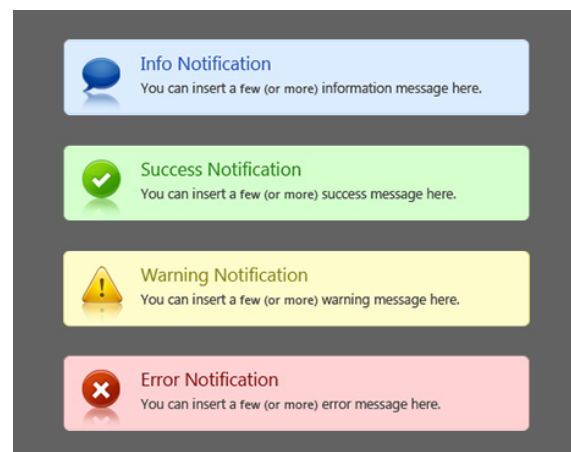 Info Notification
You can insert a few (or more) information message here.
Success Notification
You can insert a few (or more) success message here.
Warning Notification
You can insert a few (or more) warning message here.
Error Notification
You can insert a few (or more) error message here.